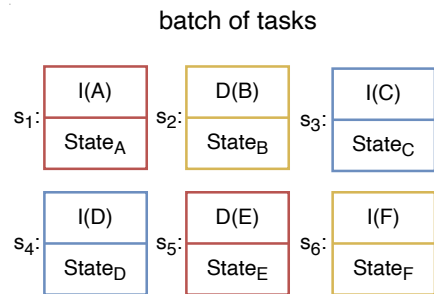 batch of tasks
s1: I(A) StateA
s2: D(B) StateB
s3: I(C) StateC
s4: I(D) StateD
s5: D(E) StateE
s6: I(F) StateF